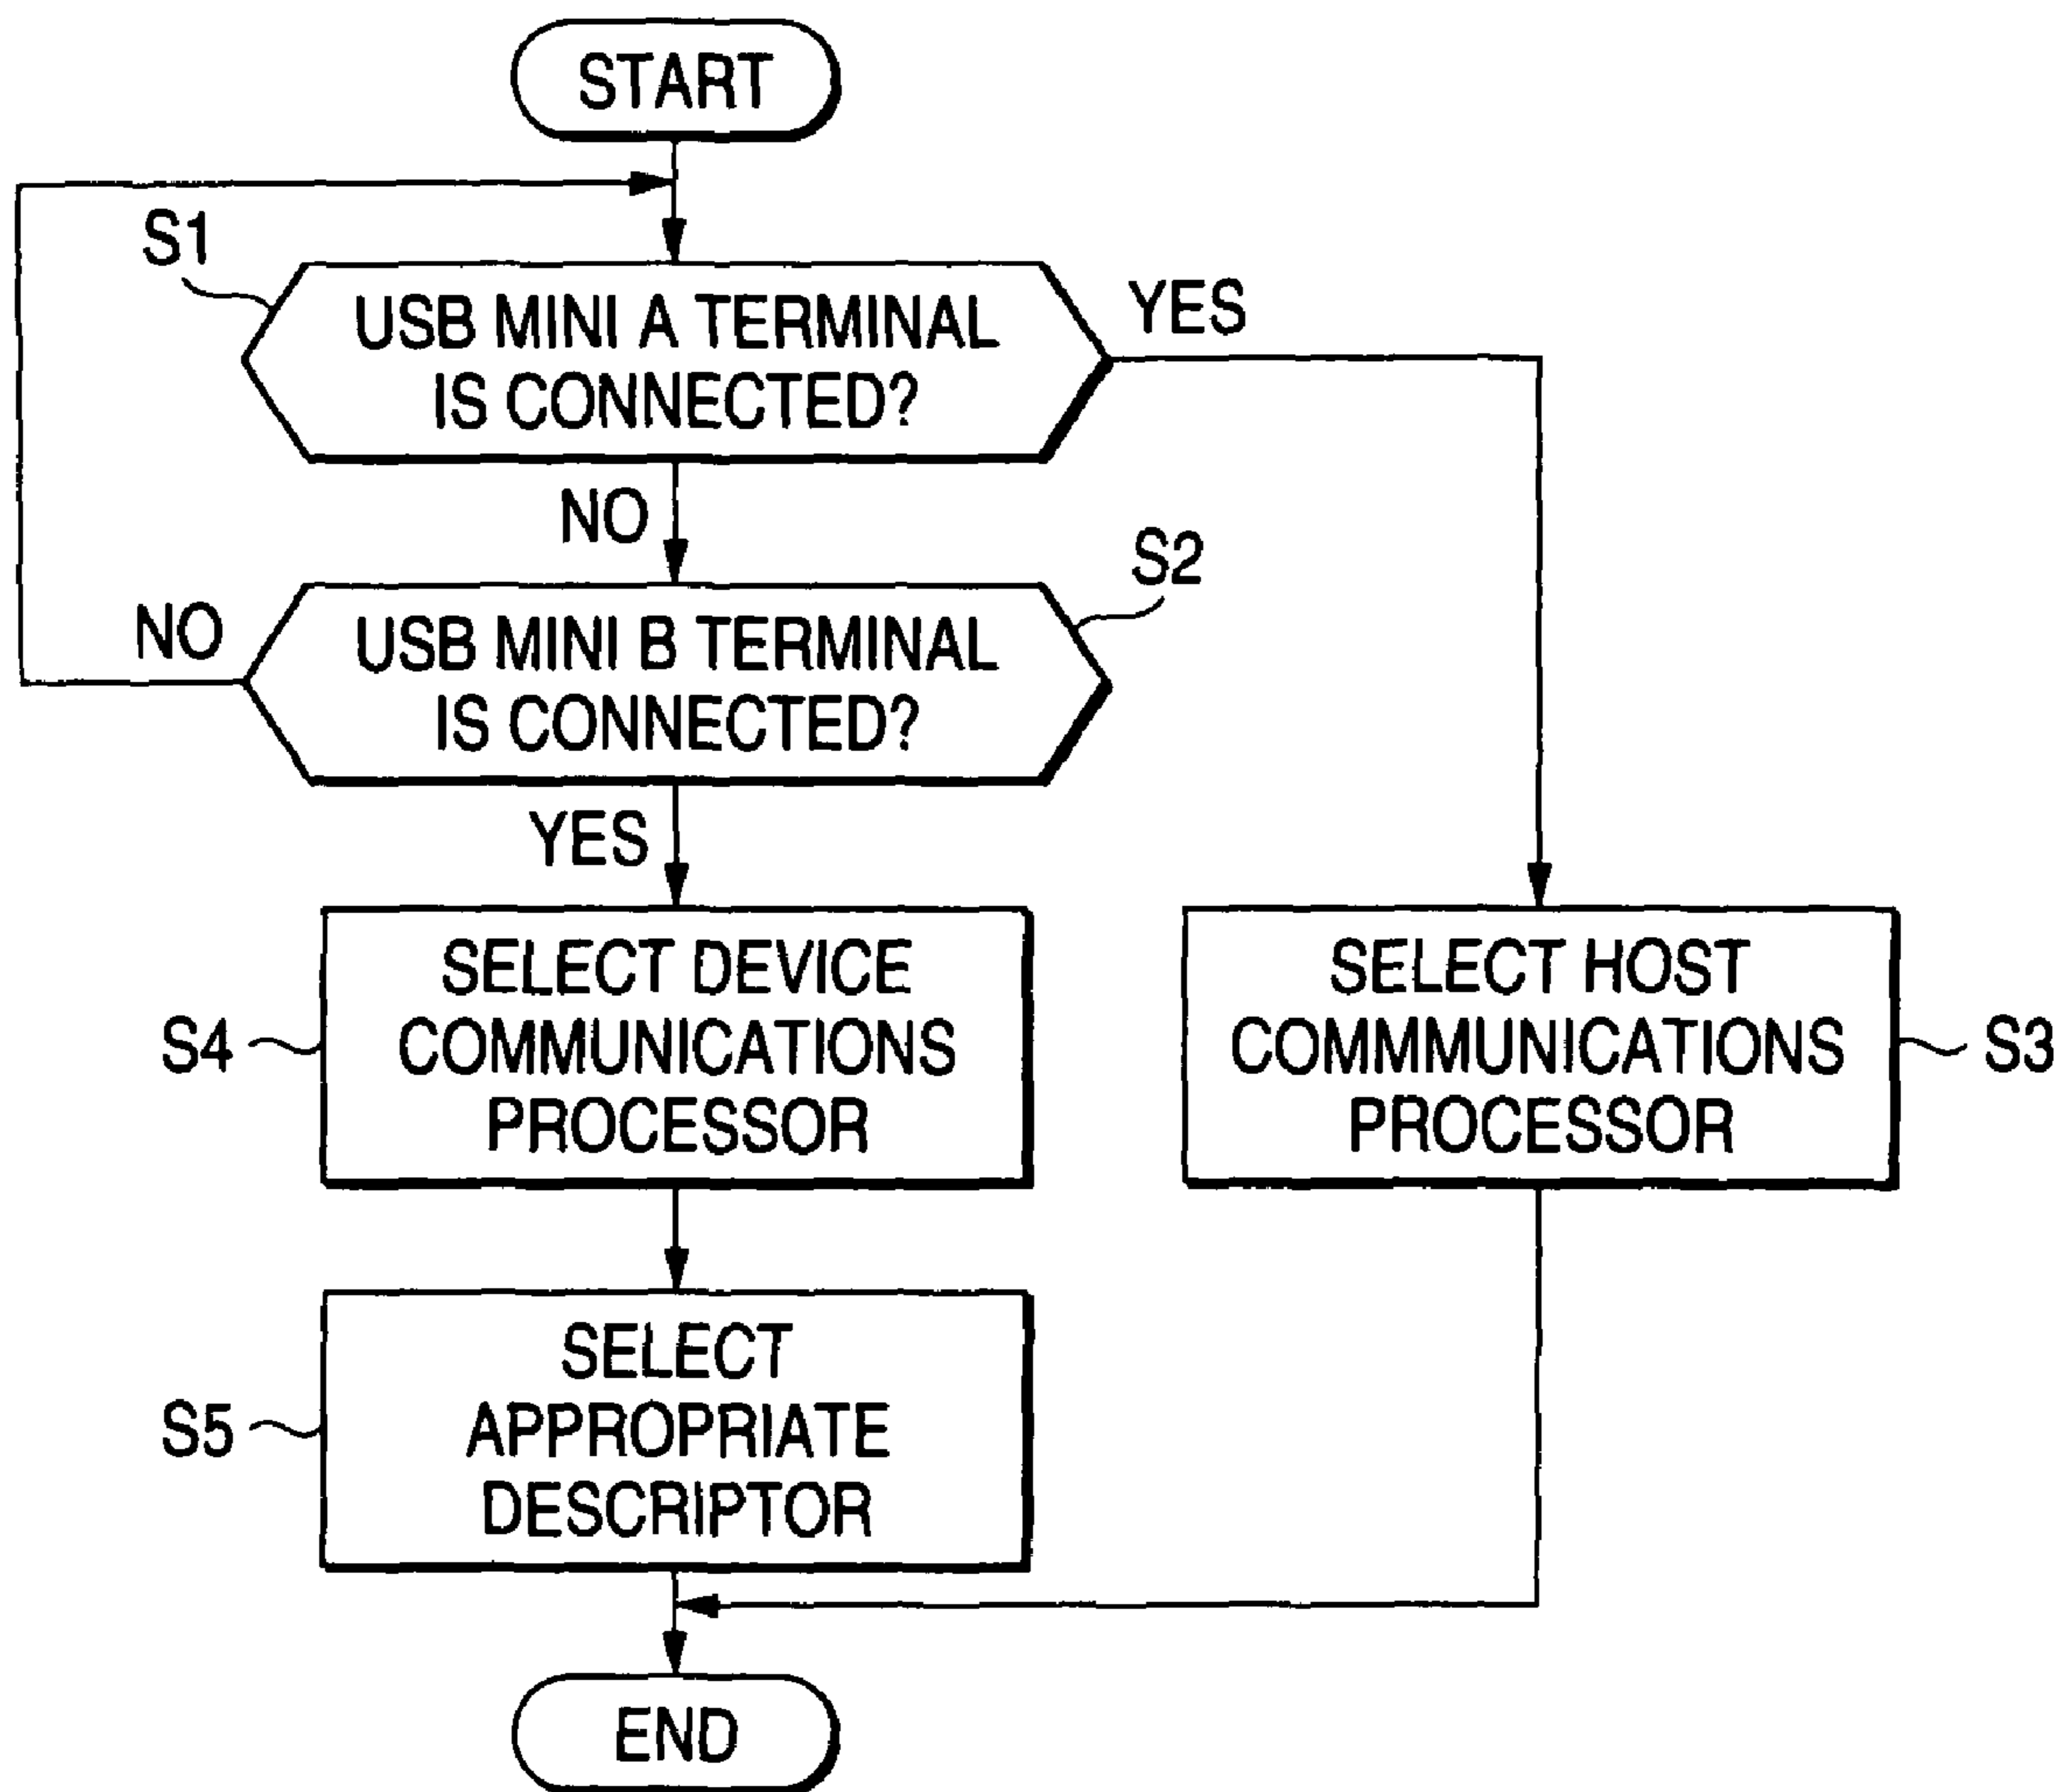 START
S1
USB MINI A TERMINAL
IS CONNECTED?
YES
NO
S2
NO
USB MINI B TERMINAL
IS CONNECTED?
YES
SELECT DEVICE
COMMUNICATIONS
PROCESSOR
S4
SELECT HOST
COMMMUNICATIONS
PROCESSOR
S3
SELECT
APPROPRIATE
DESCRIPTOR
S5
END